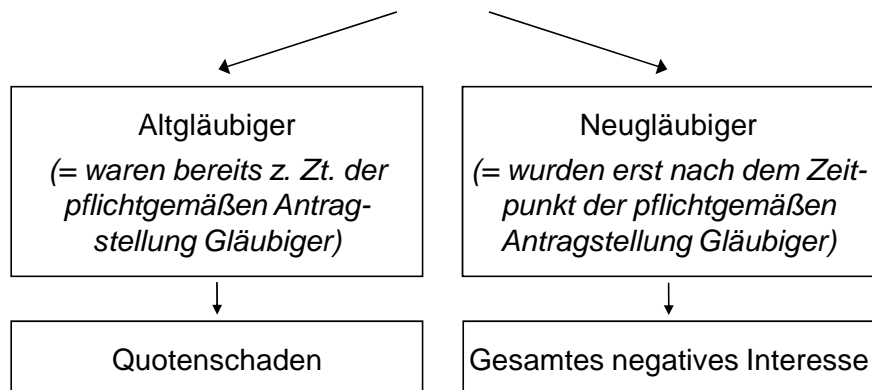 Altgläubiger
(= waren bereits z. Zt. der
pflichtgemäßen Antrag-
stellung Gläubiger)
Neugläubiger
(= wurden erst nach dem Zeit-
punkt der pflichtgemäßen
Antragstellung Gläubiger)
Quotenschaden
Gesamtes negatives Interesse